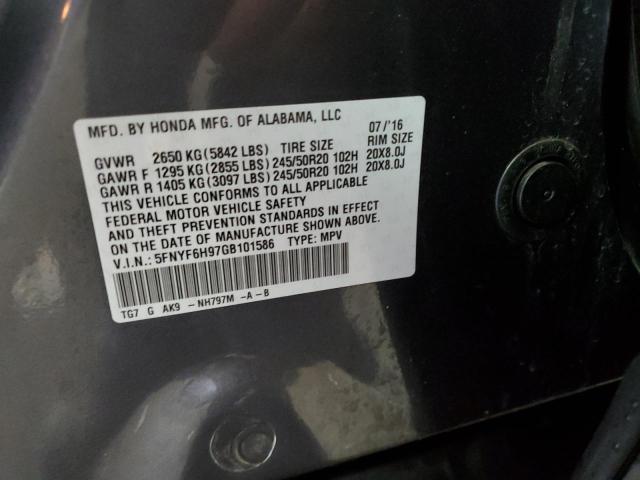 MFD. BY HONDA MFG. OF ALABAMA, LLC 07/'16
GVWR 2650 KG (5842 LBS) TIRE SIZE RIM SIZE
GAWR F 1295 KG (2855 LBS) 245/50R20 102H 20X8.0J
GAWR R 1405 KG (3097 LBS) 245/50R20 102H 20X8.0J
THIS VEHICLE CONFORMS TO ALL APPLICABLE
FEDERAL MOTOR VEHICLE SAFETY
AND THEFT PREVENTION STANDARDS IN EFFECT
ON THE DATE OF MANUFACTURE SHOWN ABOVE.
V.I.N.: 5FNYF6H97GB101586 TYPE: MPV
TG7 G AK9 - NH797M -A - B